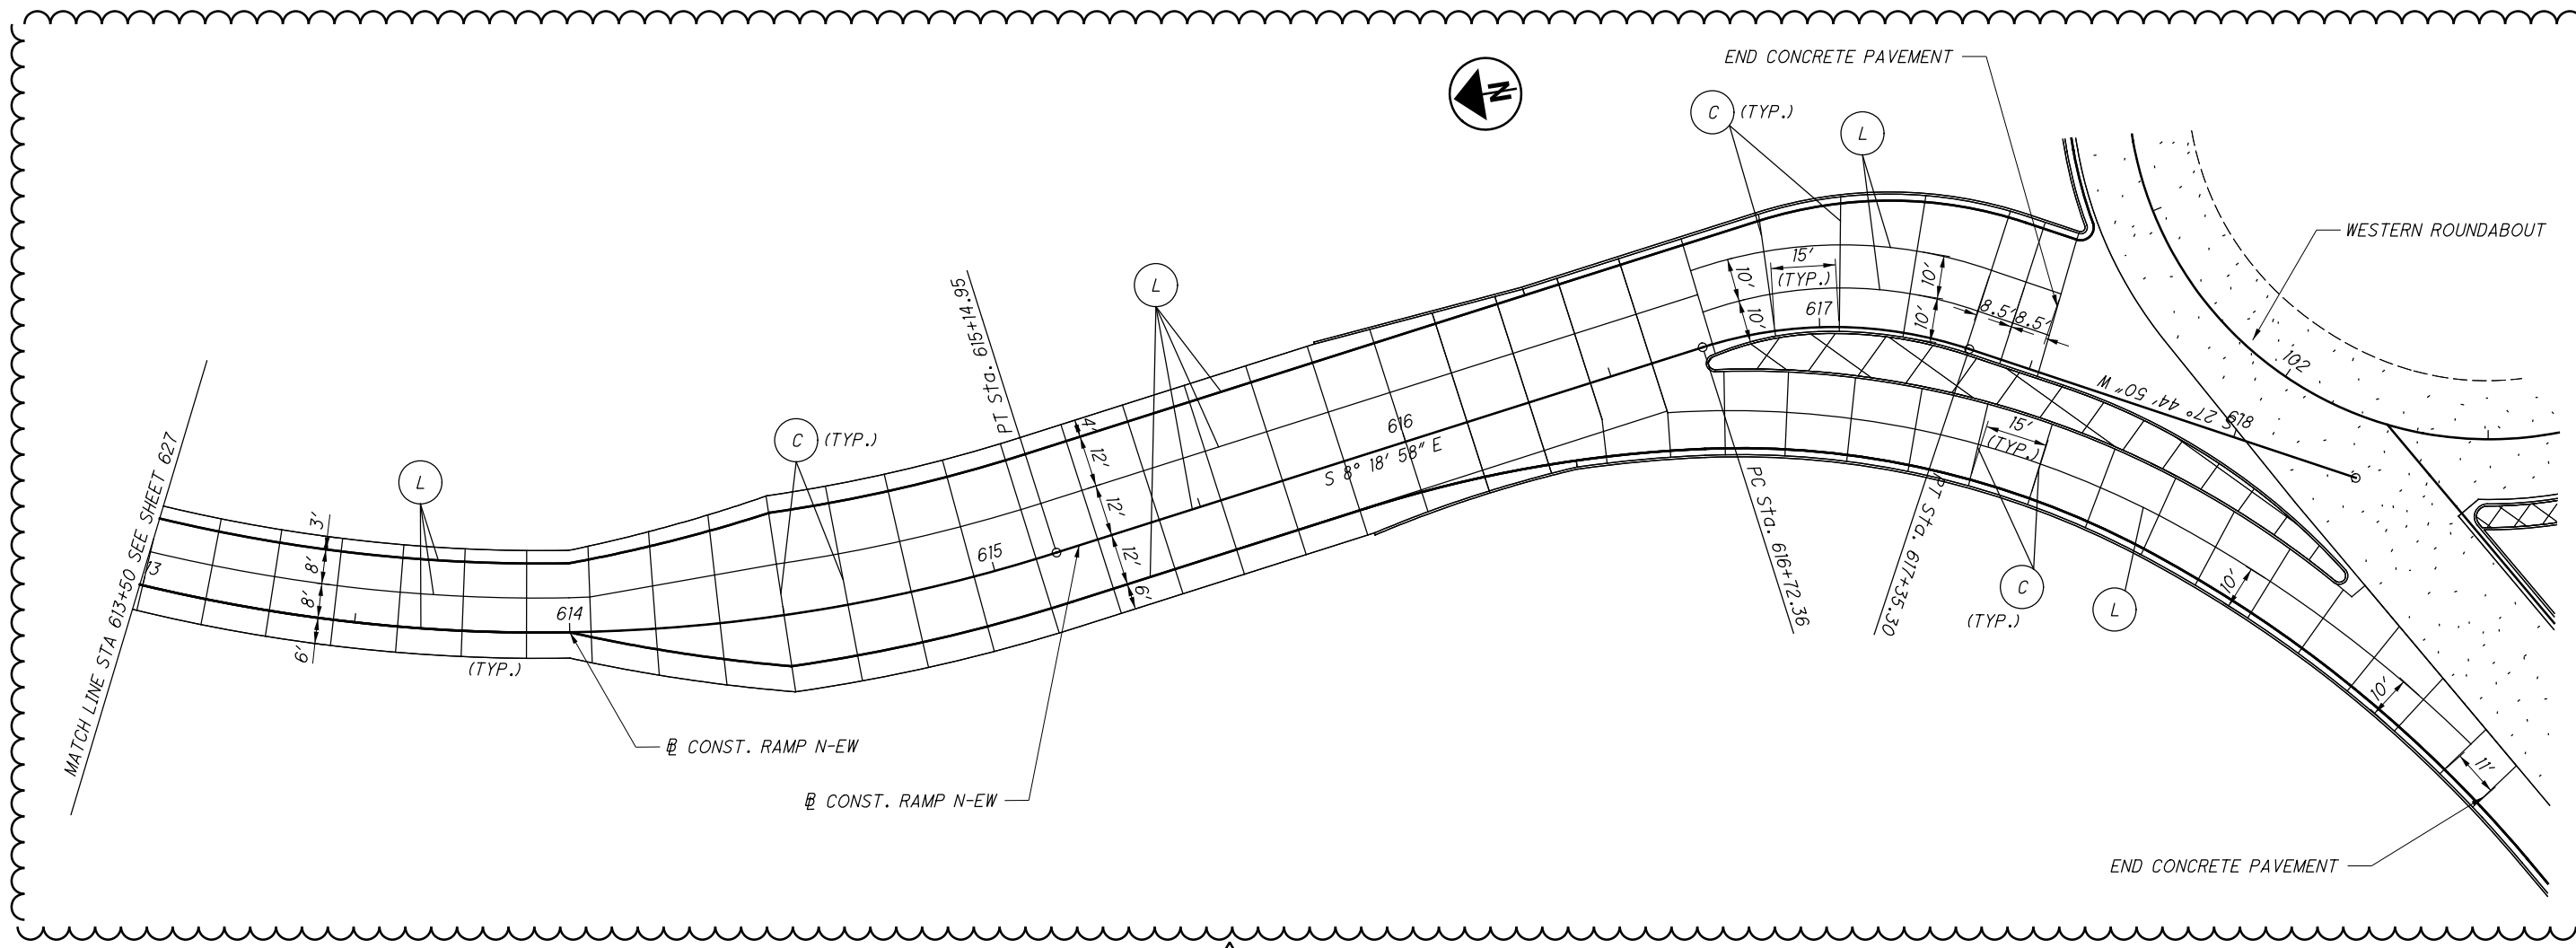 END CONCRETE PAVEMENT
N
C (TYP.)
L
WESTERN ROUNDABOUT
15'
(TYP.)
10'
10'
10'
10'
617
8.5'
8.5'
102
PT Sta. 615+14.95
L
4'
12'
12'
12'
6'
616
S 8° 18' 58" E
S 27° 44' 50" W
618
15'
(TYP.)
C (TYP.)
L
MATCH LINE STA 613+50 SEE SHEET 627
13
3'
8'
8'
6'
(TYP.)
614
615
PC Sta. 616+72.36
PT Sta. 617+35.30
C
(TYP.)
L
10'
10'
11'
℄ CONST. RAMP N-EW
℄ CONST. RAMP N-EW
END CONCRETE PAVEMENT